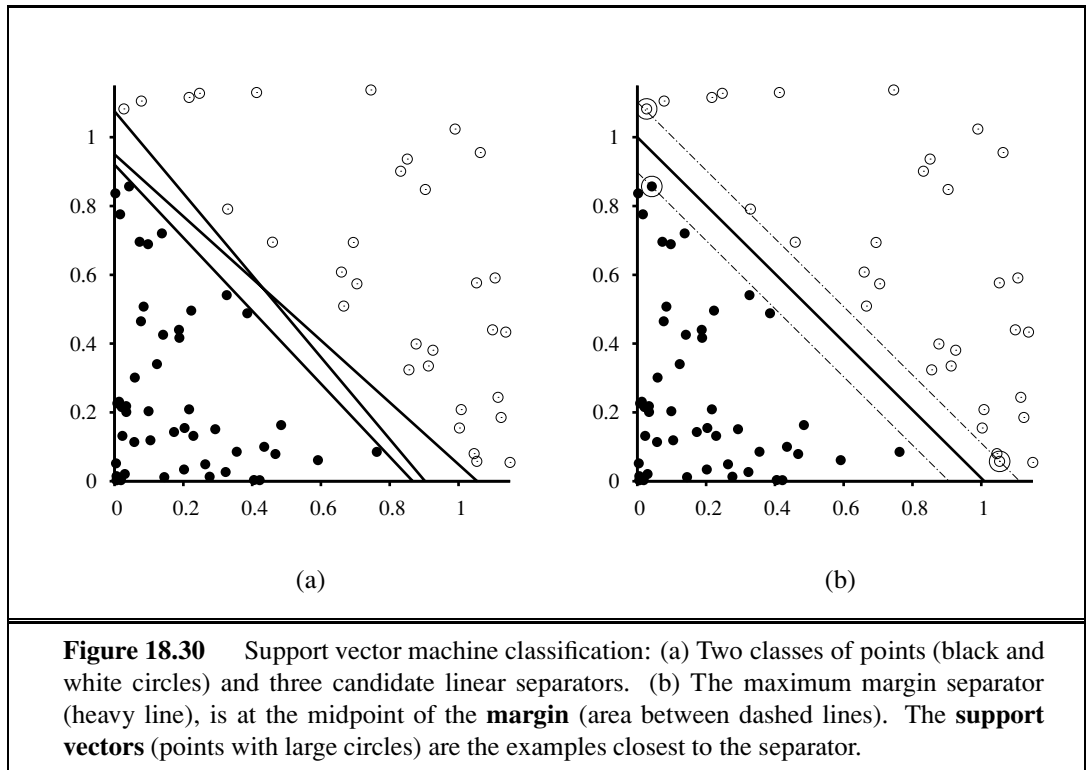 1
0.8
0.6
0.4
0.2
0
0 0.2 0.4 0.6 0.8 1
(a)
1
0.8
0.6
0.4
0.2
0
0 0.2 0.4 0.6 0.8 1
(b)
Figure 18.30 Support vector machine classification: (a) Two classes of points (black and
white circles) and three candidate linear separators. (b) The maximum margin separator
(heavy line), is at the midpoint of the margin (area between dashed lines). The support
vectors (points with large circles) are the examples closest to the separator.